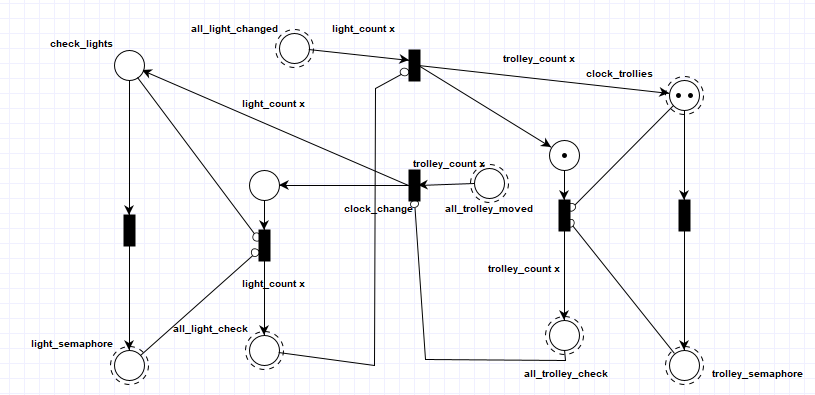 all_light_changed
light_count x
check_lights
trolley_count x
clock_trollies
light_count x
trolley_count x
clock_change
all_trolley_moved
trolley_count x
light_count x
all_light_check
light_semaphore
all_trolley_check
trolley_semaphore